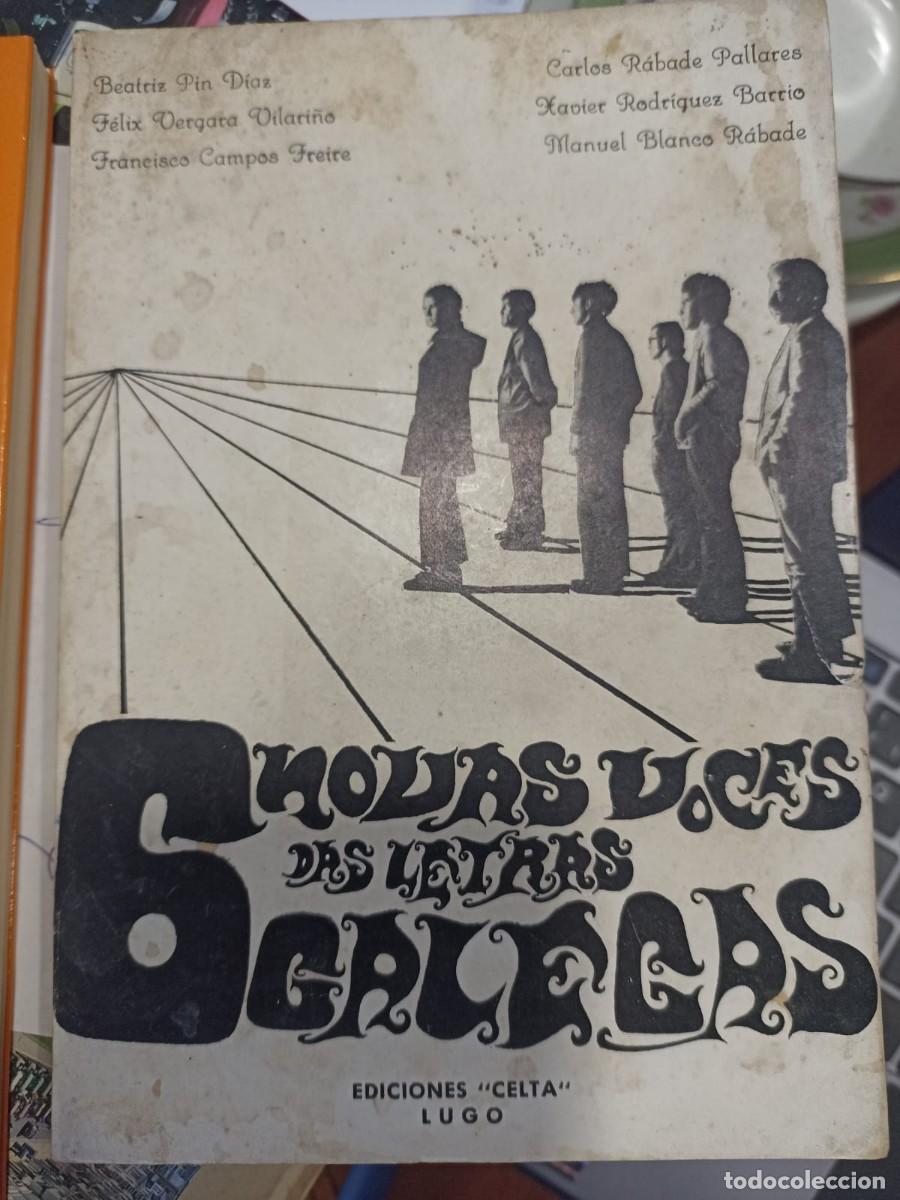 Beatriz Pin Díaz
Félix Vergara Vilariño
Francisco Campos Freire
Carlos Rábade Pallares
Xavier Rodríguez Barrio
Manuel Blanco Rábade
6 NOVAS VOCES
DAS LETRAS
GALEGAS
EDICIONES "CELTA"
LUGO
todocoleccion